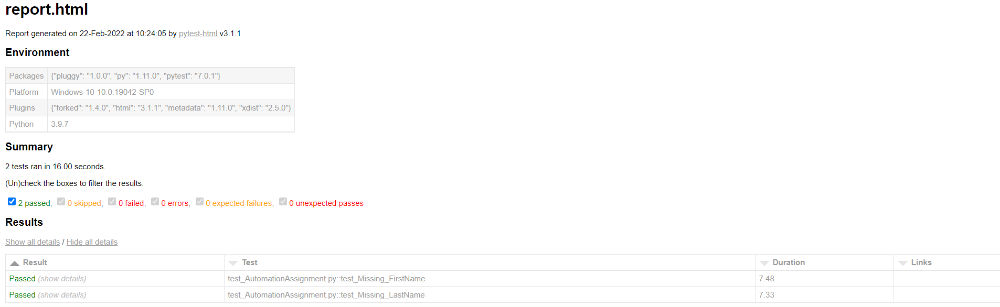 report.html
Report generated on 22-Feb-2022 at 10:24:05 by pytest-html v3.1.1
Environment
Packages {"pluggy": "1.0.0", "py": "1.11.0", "pytest": "7.0.1"}
Platform Windows-10-10.0.19042-SP0
Plugins {"forked": "1.4.0", "html": "3.1.1", "metadata": "1.11.0", "xdist": "2.5.0"}
Python 3.9.7
Summary
2 tests ran in 16.00 seconds.
(Un)check the boxes to filter the results.
2 passed, 0 skipped, 0 failed, 0 errors, 0 expected failures, 0 unexpected passes
Results
Show all details / Hide all details
Result Test Duration Links
Passed (show details) test_AutomationAssignment.py::test_Missing_FirstName 7.48
Passed (show details) test_AutomationAssignment.py::test_Missing_LastName 7.33